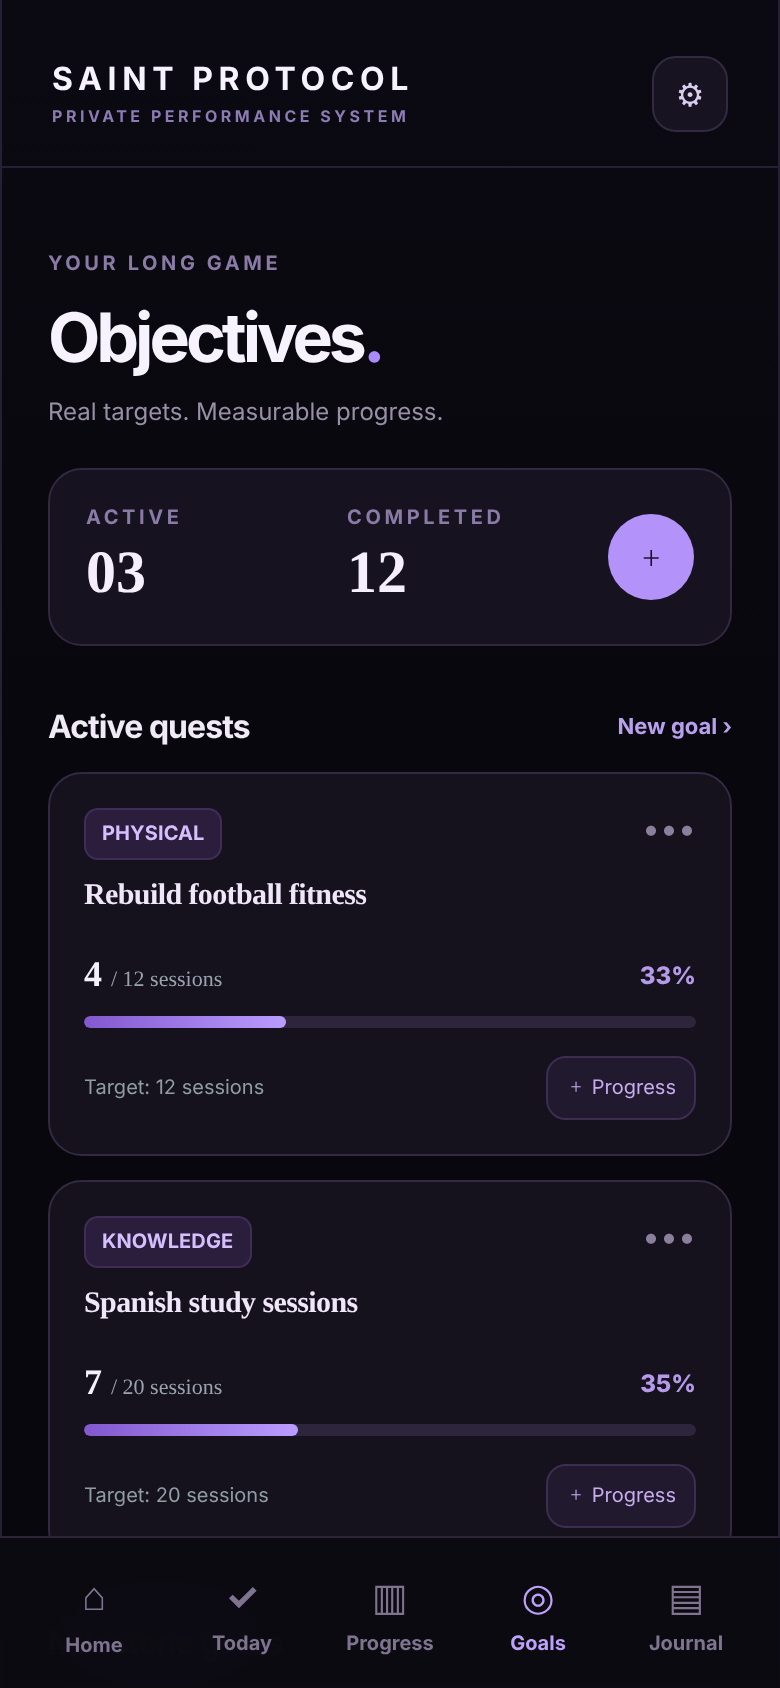 SAINT PROTOCOL
PRIVATE PERFORMANCE SYSTEM
YOUR LONG GAME
Objectives.
Real targets. Measurable progress.
ACTIVE
COMPLETED
03
12
+
Active quests
New goal ›
PHYSICAL
Rebuild football fitness
4 / 12 sessions
33%
Target: 12 sessions
+ Progress
KNOWLEDGE
Spanish study sessions
7 / 20 sessions
35%
Target: 20 sessions
+ Progress
Home
Today
Progress
Goals
Journal